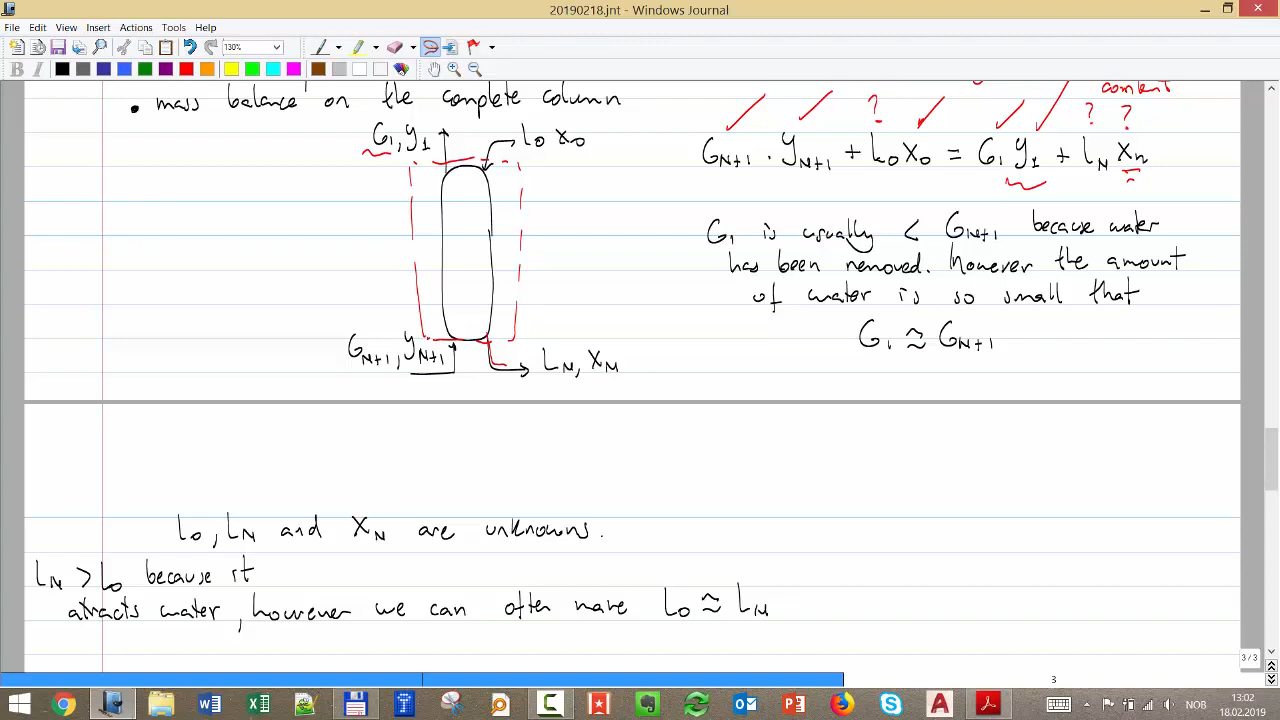 20190218.jnt - Windows Journal
File Edit View Insert Actions Tools Help
130%
• mass balance on the complete column
content
? ? ?
G1, y1
L0 x0
GN+1 · yN+1 + L0 x0 = G1 y1 + LN xn
G1 is usually < GN+1 because water
has been removed. However the amount
of water is so small that
G1 ≈ GN+1
GN+1, yN+1
LN, XN
3 / 3
L0, LN and XN are unknowns.
LN > L0 because it
atracts water, however we can often have L0 ≈ LN
3
NOB
13:02
18.02.2019